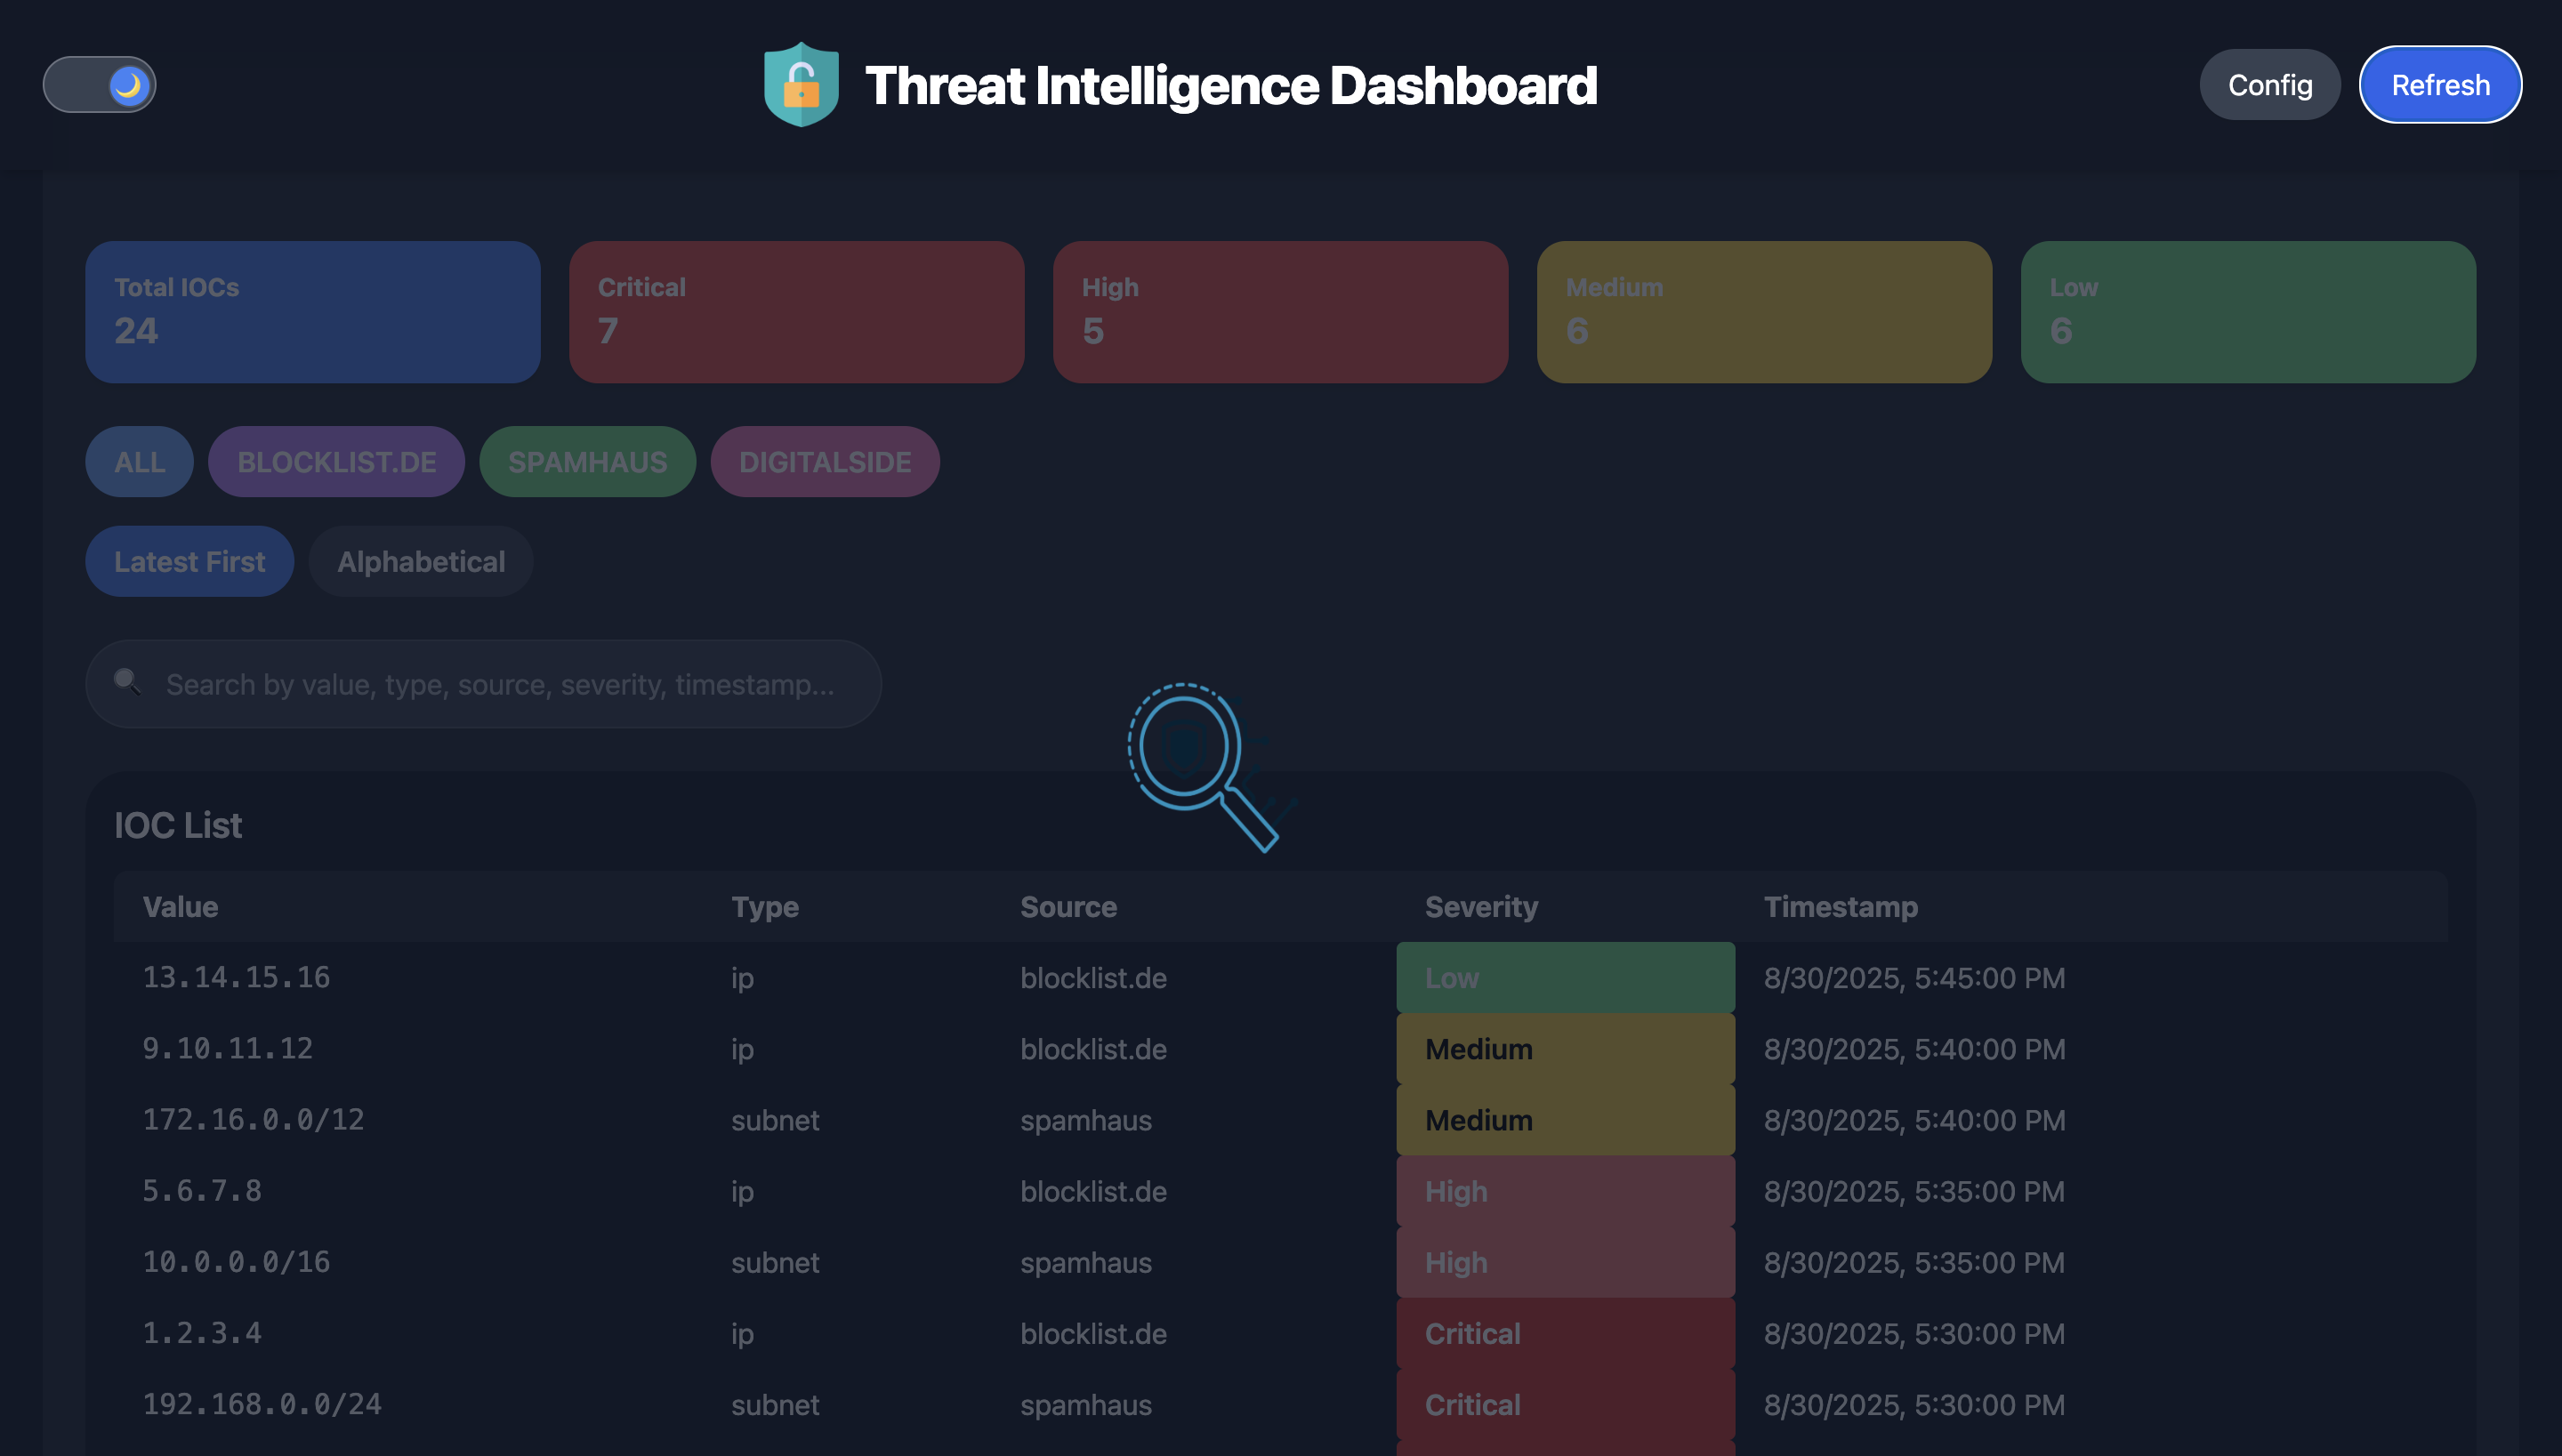 Threat Intelligence Dashboard
Config
Refresh
Total IOCs
24
Critical
7
High
5
Medium
6
Low
6
ALL
BLOCKLIST.DE
SPAMHAUS
DIGITALSIDE
Latest First
Alphabetical
Search by value, type, source, severity, timestamp...
IOC List
Value Type Source Severity Timestamp
13.14.15.16 ip blocklist.de Low 8/30/2025, 5:45:00 PM
9.10.11.12 ip blocklist.de Medium 8/30/2025, 5:40:00 PM
172.16.0.0/12 subnet spamhaus Medium 8/30/2025, 5:40:00 PM
5.6.7.8 ip blocklist.de High 8/30/2025, 5:35:00 PM
10.0.0.0/16 subnet spamhaus High 8/30/2025, 5:35:00 PM
1.2.3.4 ip blocklist.de Critical 8/30/2025, 5:30:00 PM
192.168.0.0/24 subnet spamhaus Critical 8/30/2025, 5:30:00 PM